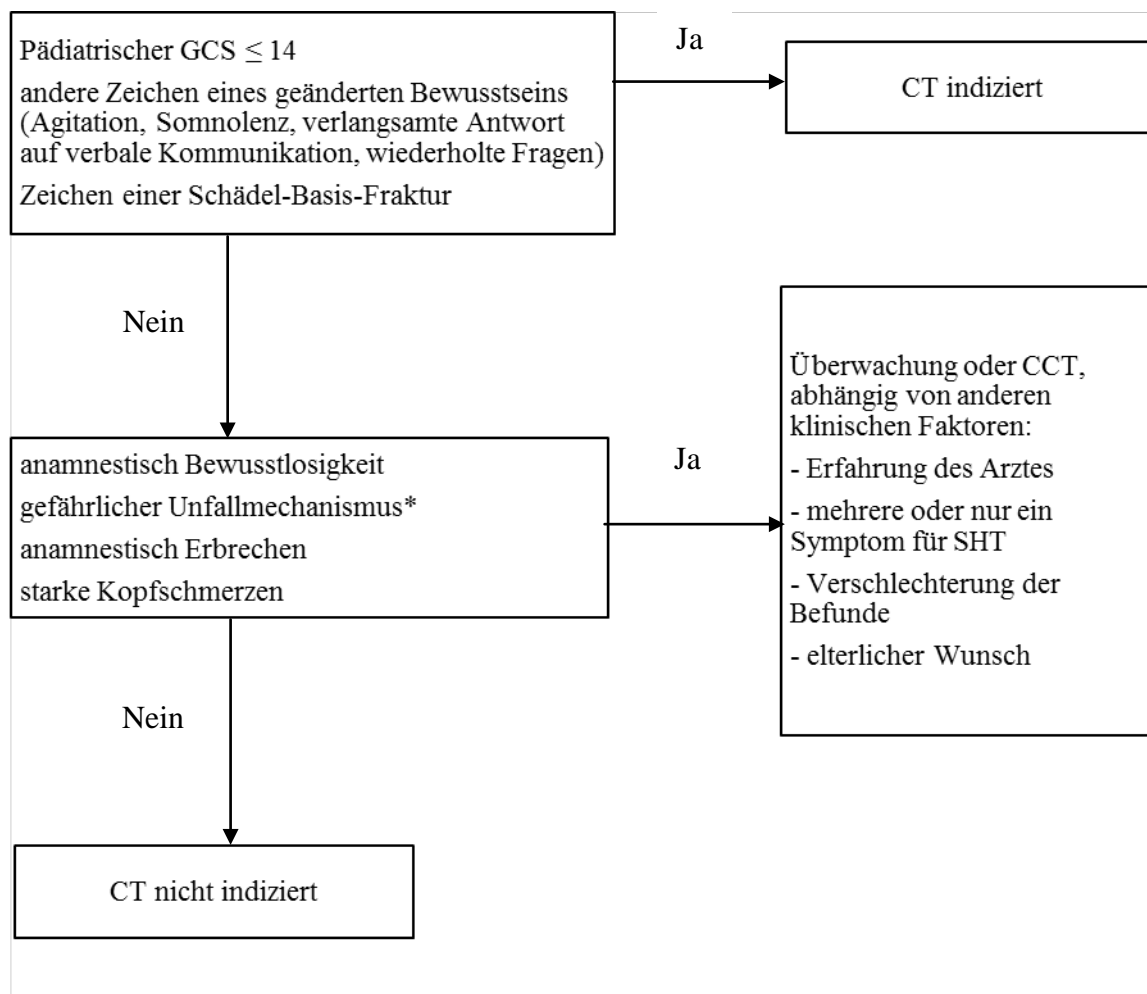 Pädiatrischer GCS ≤ 14
andere Zeichen eines geänderten Bewusstseins
(Agitation, Somnolenz, verlangsamte Antwort
auf verbale Kommunikation, wiederholte Fragen)
Zeichen einer Schädel-Basis-Fraktur
Ja
CT indiziert
Nein
anamnestisch Bewusstlosigkeit
gefährlicher Unfallmechanismus*
anamnestisch Erbrechen
starke Kopfschmerzen
Ja
Überwachung oder CCT,
abhängig von anderen
klinischen Faktoren:
- Erfahrung des Arztes
- mehrere oder nur ein
Symptom für SHT
- Verschlechterung der
Befunde
- elterlicher Wunsch
Nein
CT nicht indiziert